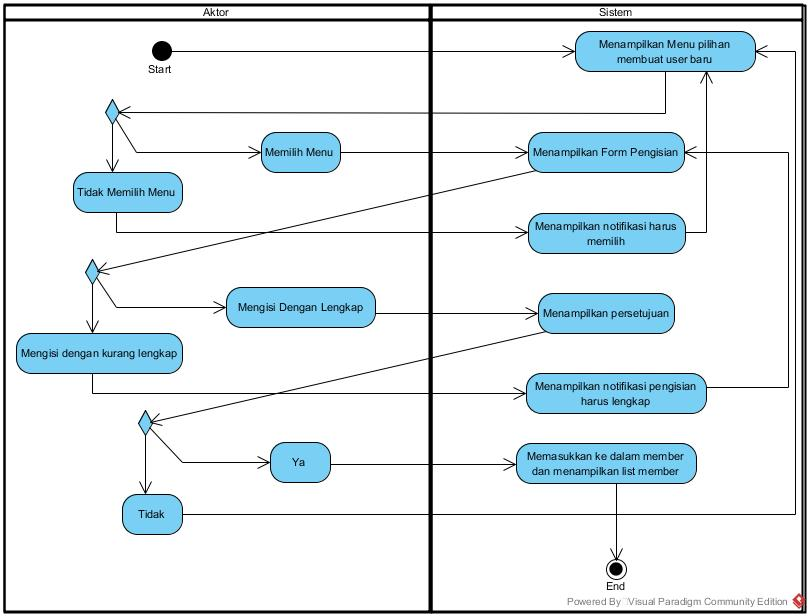 Aktor
Sistem
Start
Menampilkan Menu pilihan
membuat user baru
Memilih Menu
Menampilkan Form Pengisian
Tidak Memilih Menu
Menampilkan notifikasi harus
memilih
Mengisi Dengan Lengkap
Menampilkan persetujuan
Mengisi dengan kurang lengkap
Menampilkan notifikasi pengisian
harus lengkap
Ya
Memasukkan ke dalam member
dan menampilkan list member
Tidak
End
Powered By Visual Paradigm Community Edition